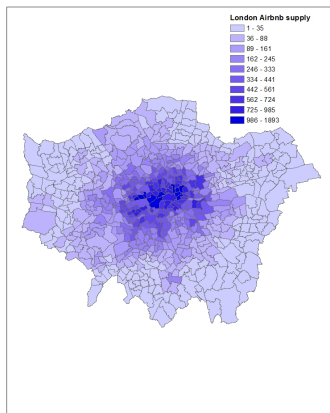 London Airbnb supply
1 - 35
36 - 88
89 - 161
162 - 245
246 - 333
334 - 441
442 - 561
562 - 724
725 - 985
986 - 1893